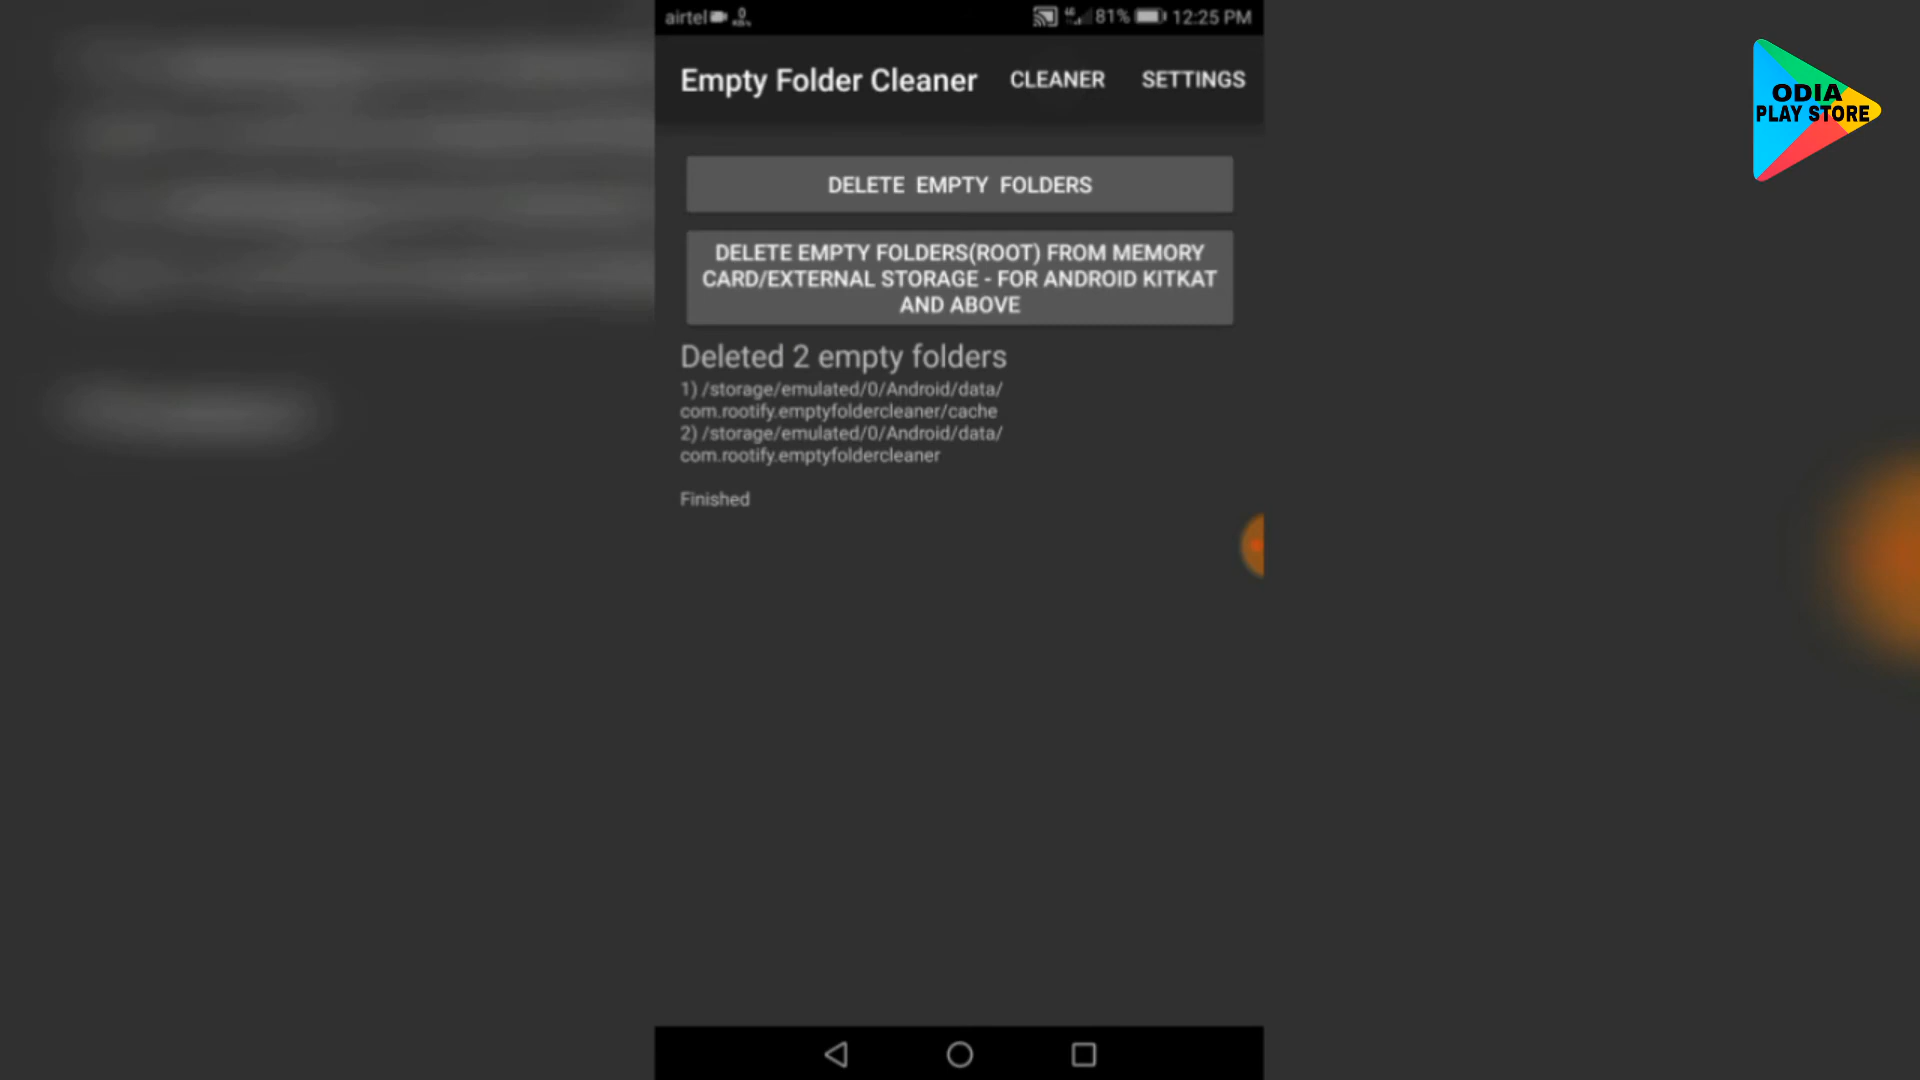 airtel
81% 12:25 PM
Empty Folder Cleaner CLEANER SETTINGS
ODIA
PLAY STORE
DELETE EMPTY FOLDERS
DELETE EMPTY FOLDERS(ROOT) FROM MEMORY
CARD/EXTERNAL STORAGE - FOR ANDROID KITKAT
AND ABOVE
Deleted 2 empty folders
1) /storage/emulated/0/Android/data/
com.rootify.emptyfoldercleaner/cache
2) /storage/emulated/0/Android/data/
com.rootify.emptyfoldercleaner
Finished